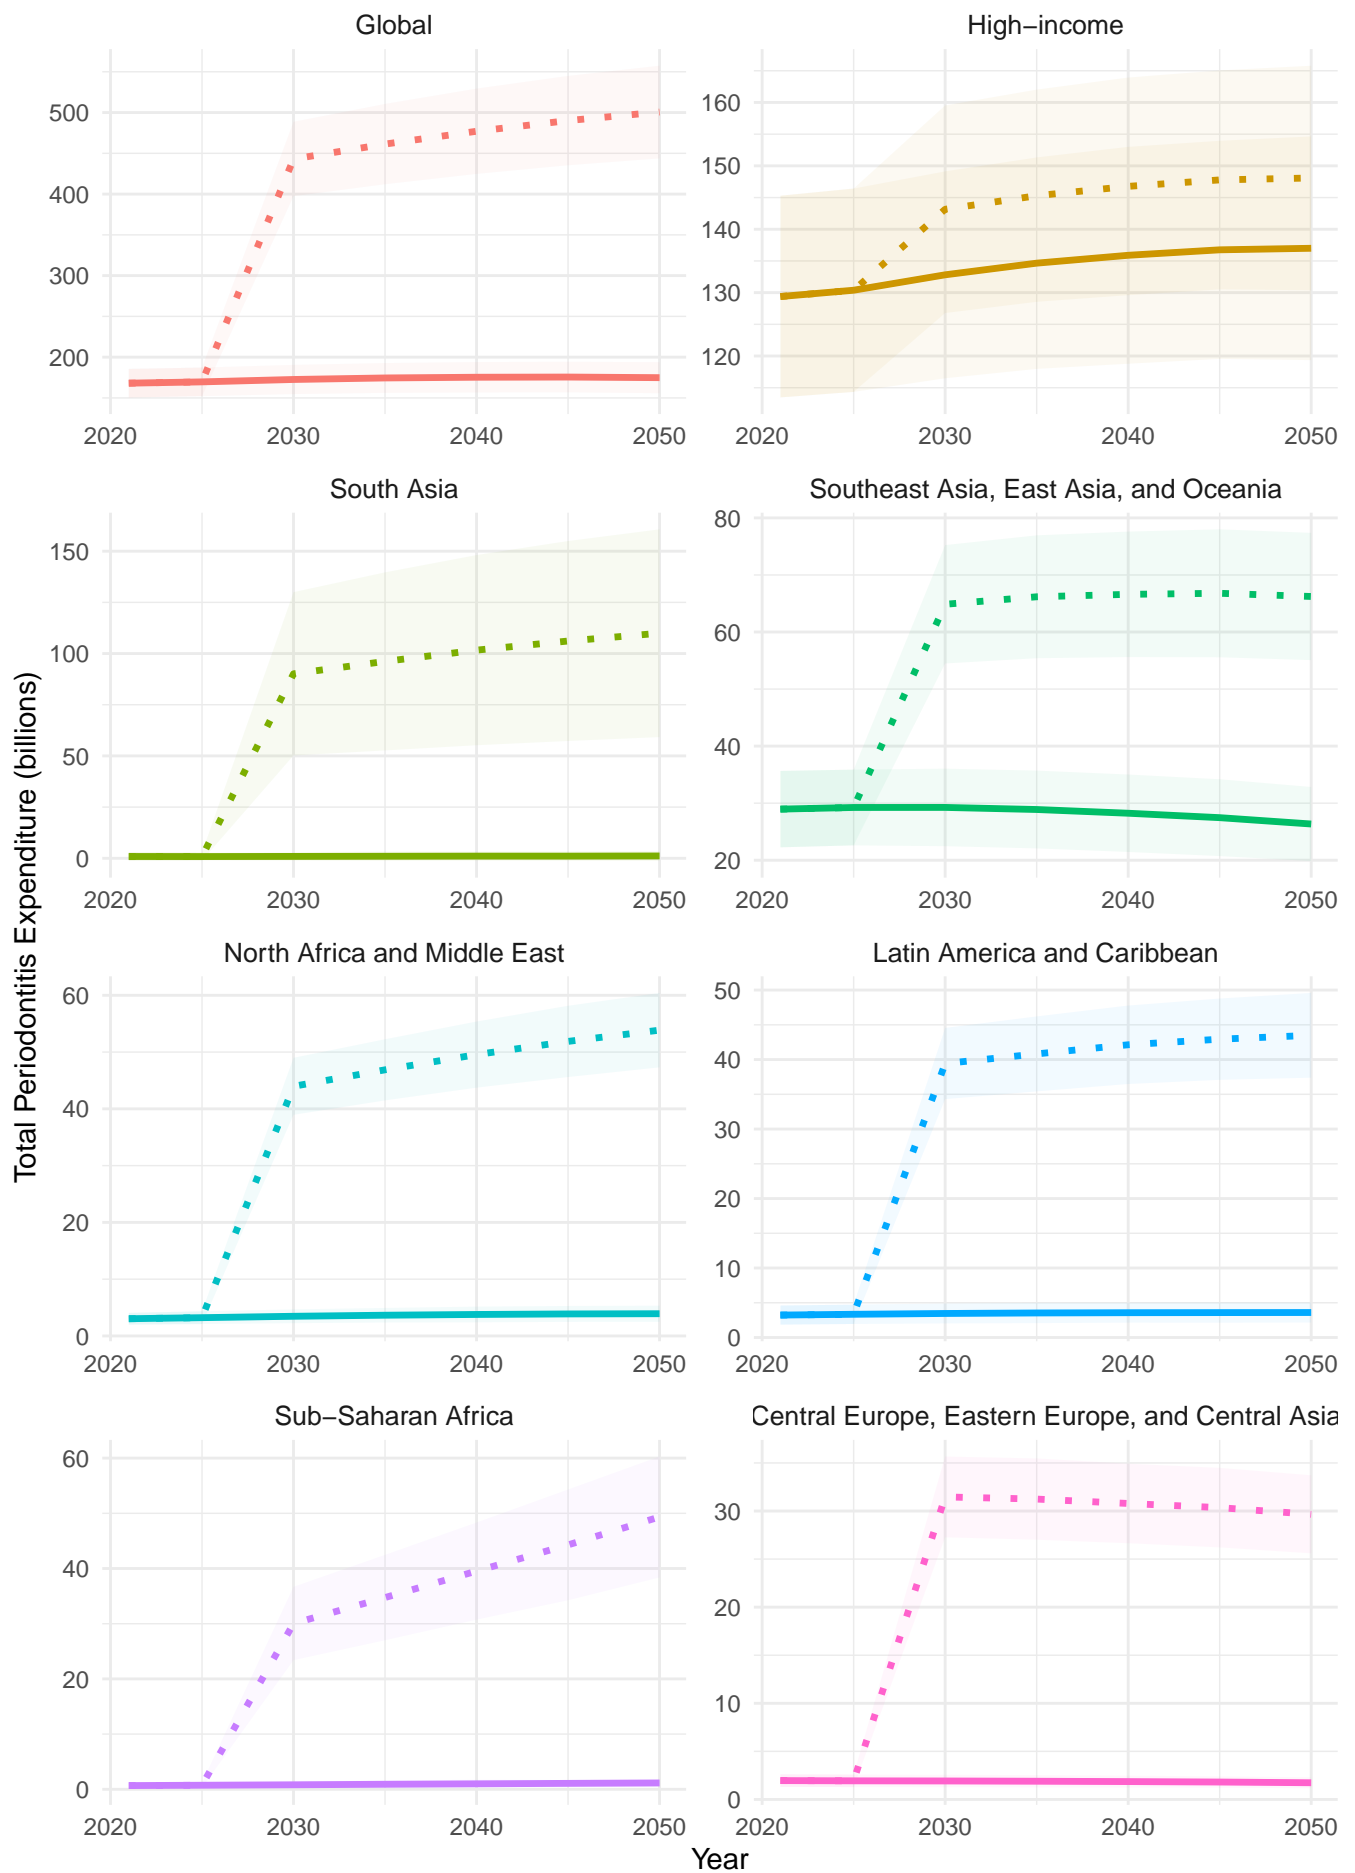 Global
High−income
500
400
300
200
160
150
140
130
120
2020 2030 2040 2050
2020 2030 2040 2050
South Asia
Southeast Asia, East Asia, and Oceania
150
100
50
0
80
60
40
20
2020 2030 2040 2050
2020 2030 2040 2050
Total Periodontitis Expenditure (billions)
North Africa and Middle East
Latin America and Caribbean
60
40
20
0
50
40
30
20
10
0
2020 2030 2040 2050
2020 2030 2040 2050
Sub−Saharan Africa
Central Europe, Eastern Europe, and Central Asia
60
40
20
0
30
20
10
0
2020 2030 2040 2050
2020 2030 2040 2050
Year